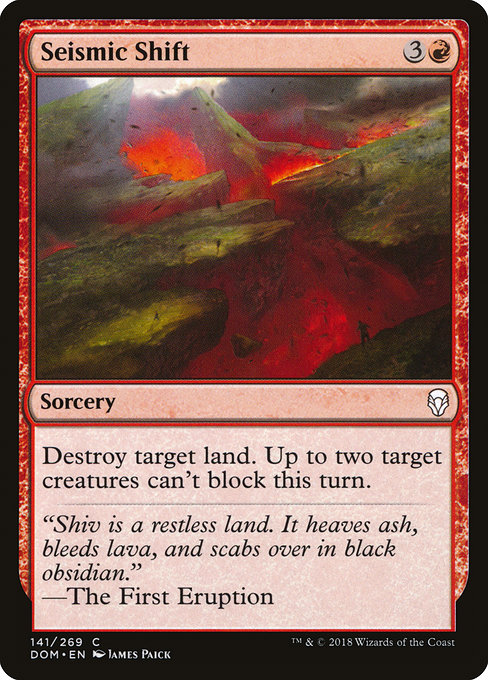 Seismic Shift 3
Sorcery
Destroy target land. Up to two target
creatures can't block this turn.
“Shiv is a restless land. It heaves ash,
bleeds lava, and scabs over in black
obsidian.”
—The First Eruption
141/269 C
™ & © 2018 Wizards of the Coast
DOM • EN James Paick